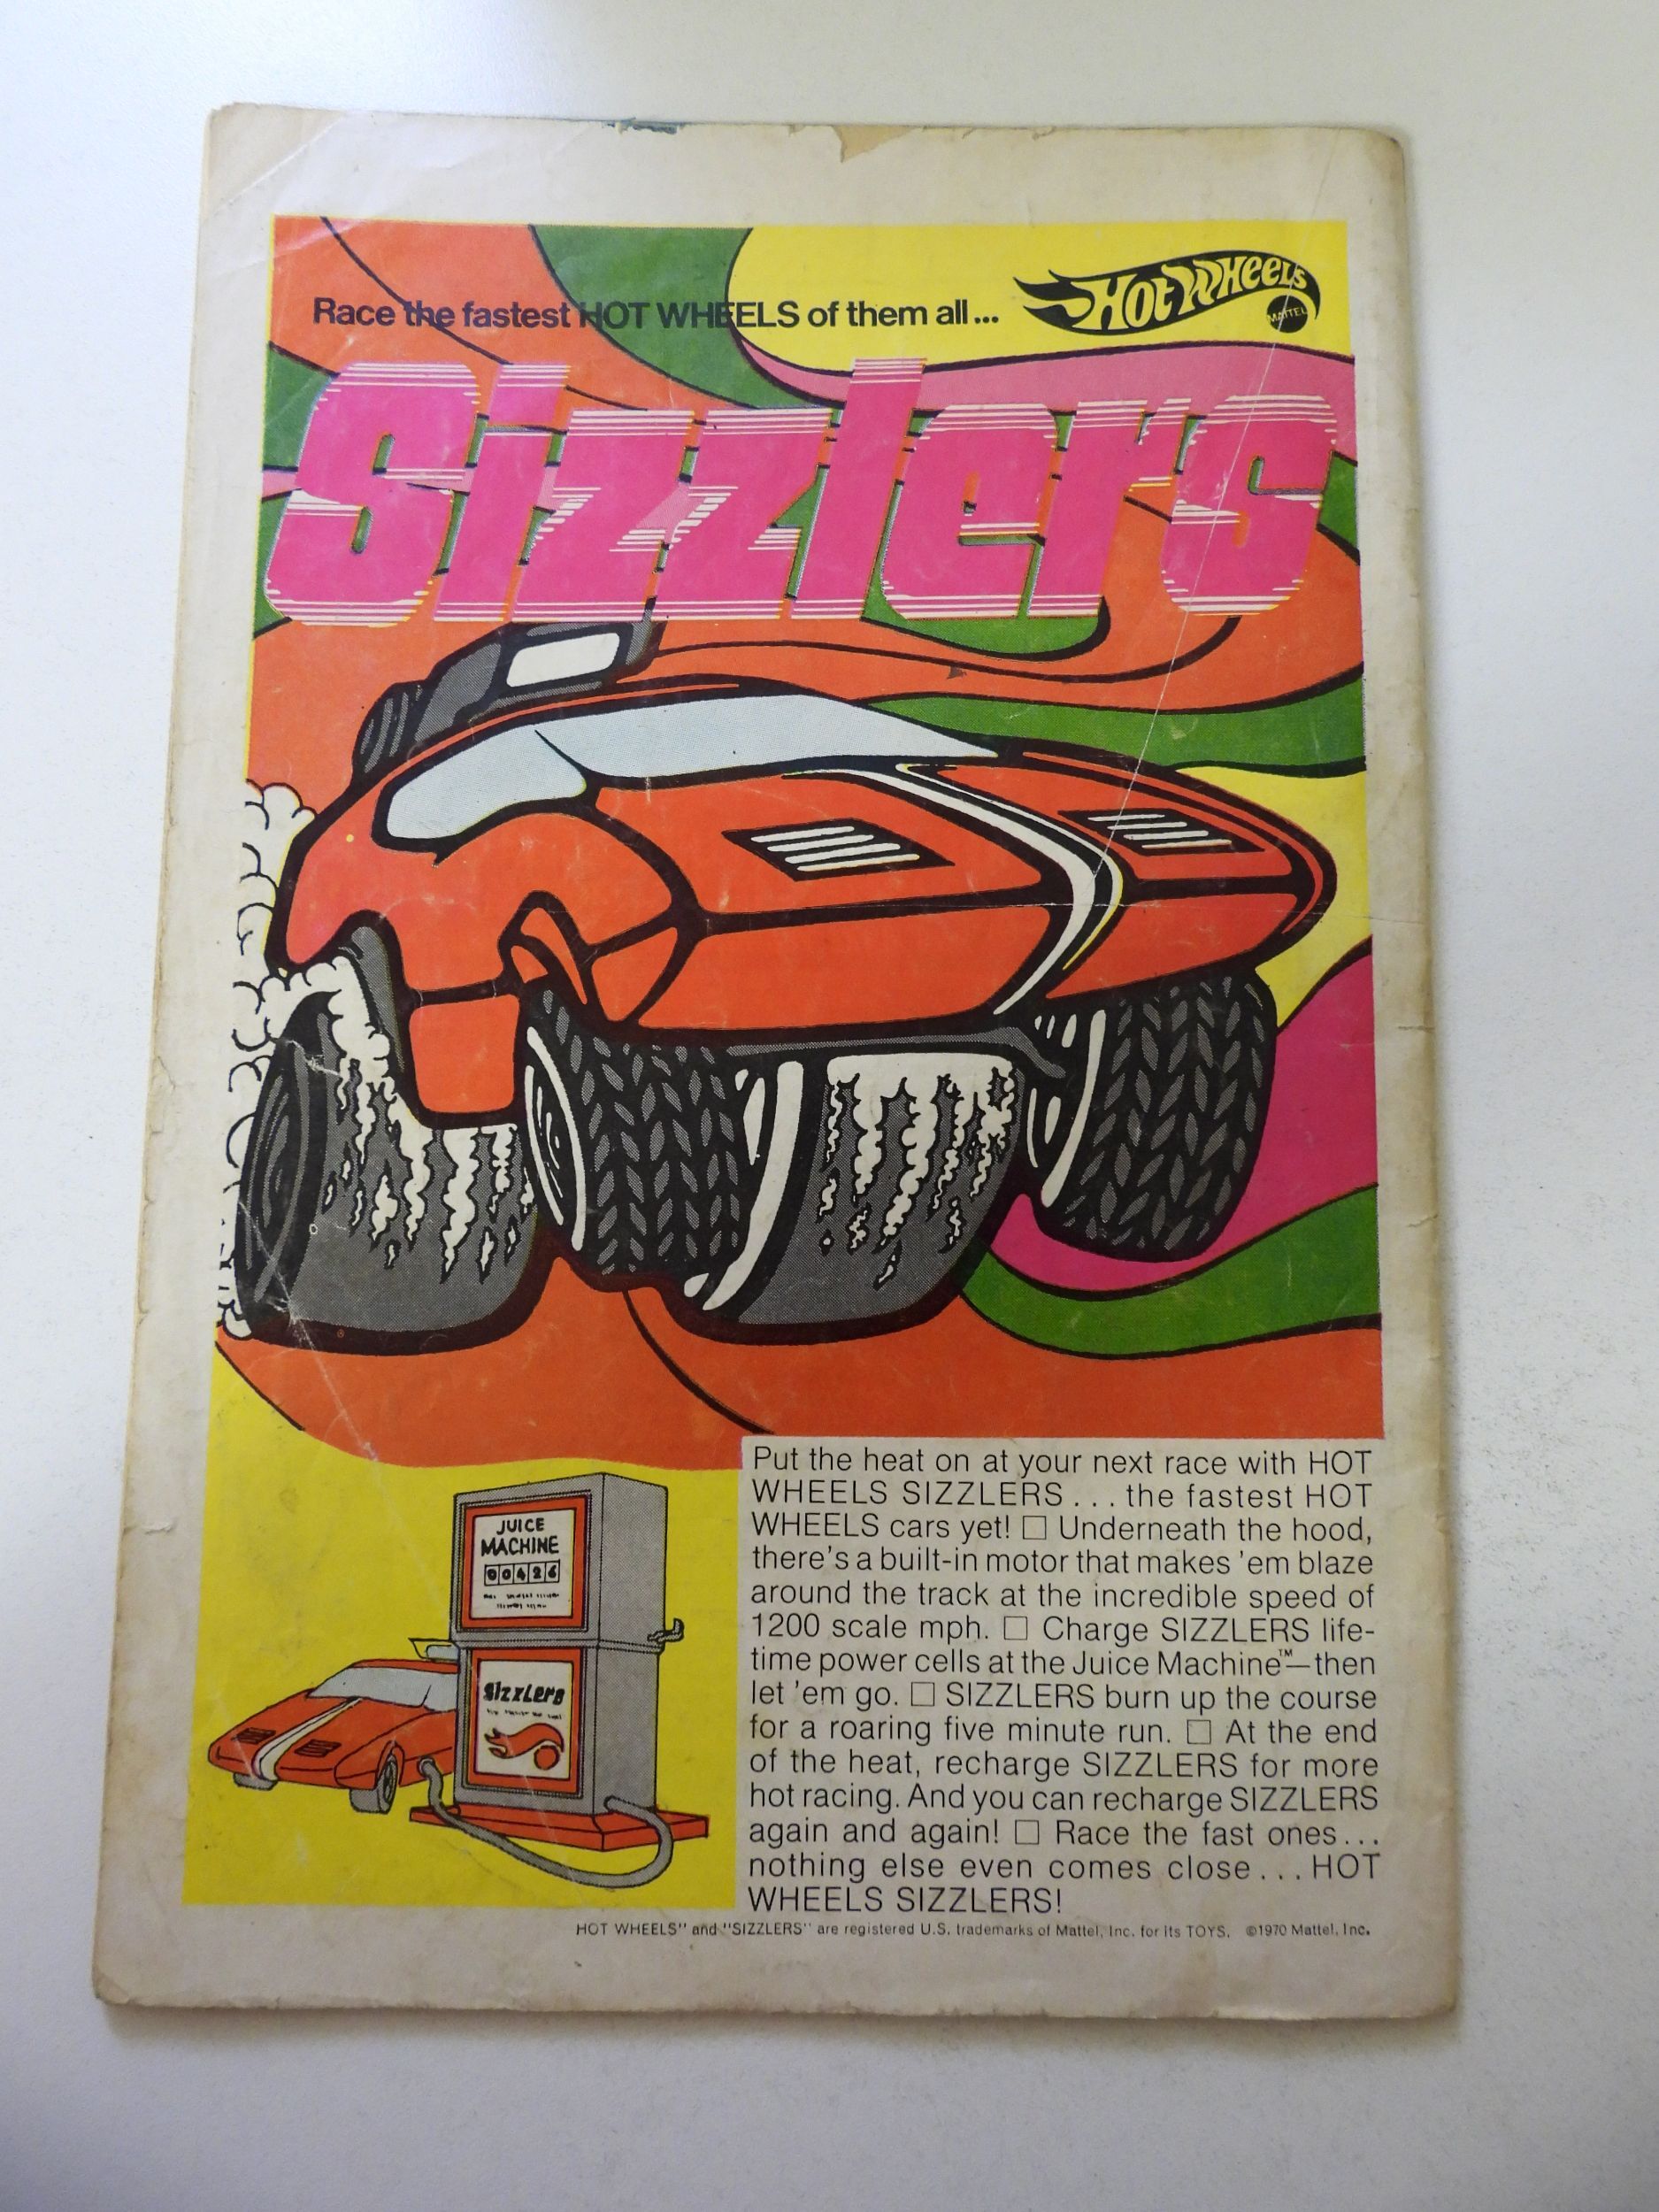 Race the fastest HOT WHEELS of them all...
Hot Wheels
MATTEL
Sizzlers
Put the heat on at your next race with HOT
WHEELS SIZZLERS... the fastest HOT
WHEELS cars yet! □ Underneath the hood,
there's a built-in motor that makes 'em blaze
around the track at the incredible speed of
1200 scale mph. □ Charge SIZZLERS life-
time power cells at the Juice Machine™—then
let 'em go. □ SIZZLERS burn up the course
for a roaring five minute run. □ At the end
of the heat, recharge SIZZLERS for more
hot racing. And you can recharge SIZZLERS
again and again! □ Race the fast ones...
nothing else even comes close... HOT
WHEELS SIZZLERS!
JUICE
MACHINE
00426
Sizzlers
HOT WHEELS" and "SIZZLERS" are registered U.S. trademarks of Mattel, Inc. for its TOYS. ©1970 Mattel, Inc.